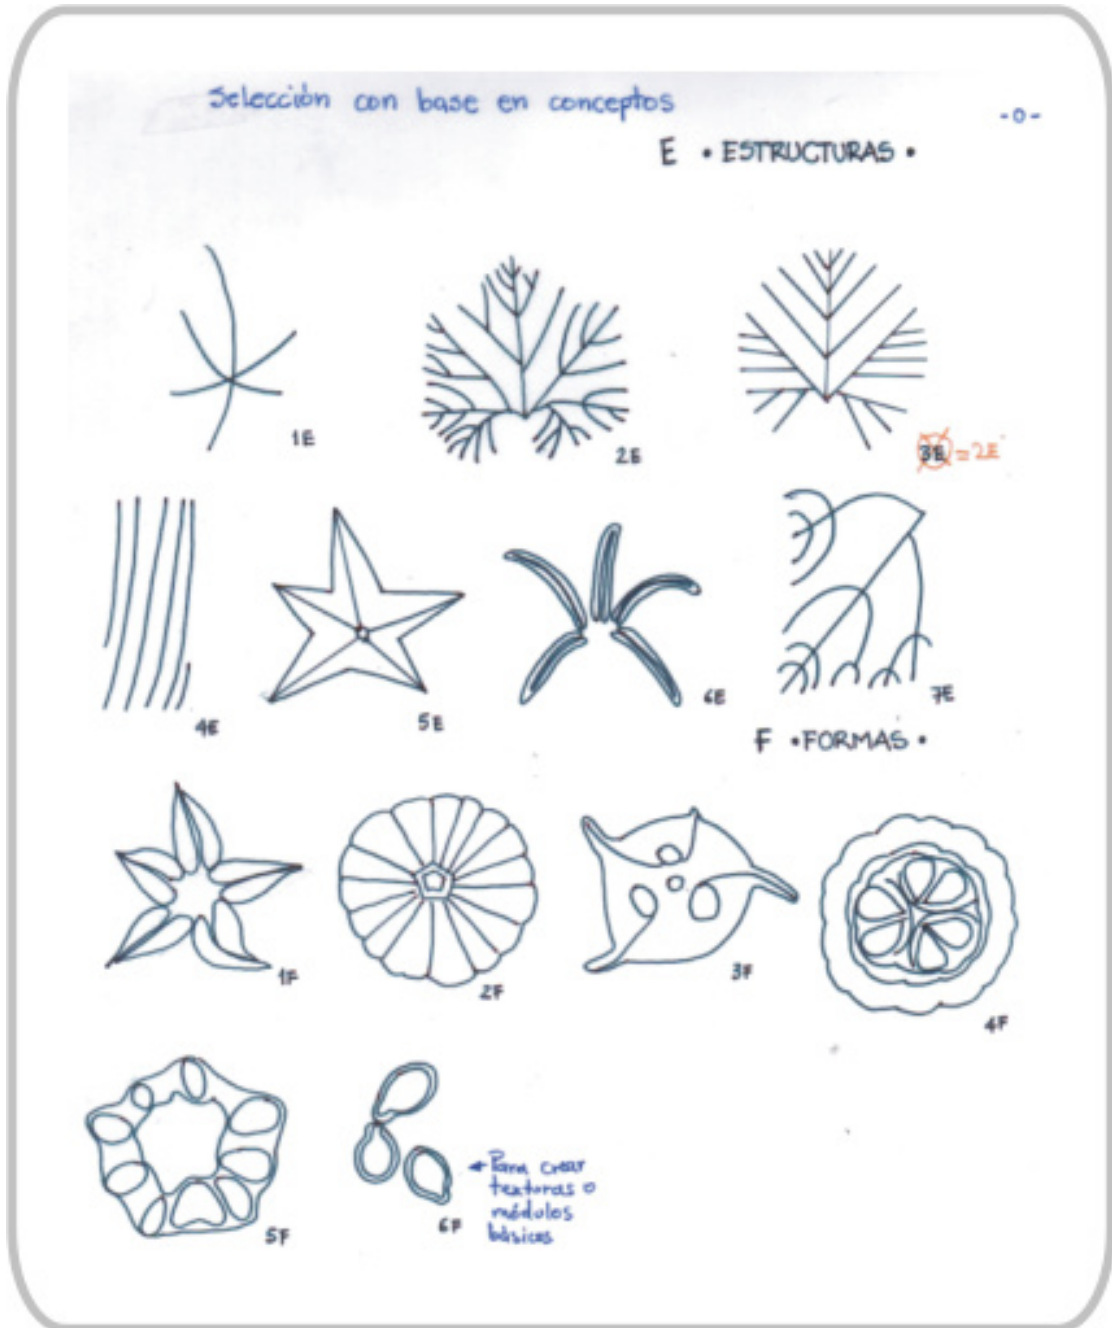 Selección con base en conceptos
-0-
E • ESTRUCTURAS •
1E
2E
3E = 2E
4E
5E
6E
7E
F • FORMAS •
1F
2F
3F
4F
5F
6F
Para crear
texturas o
módulos
básicos